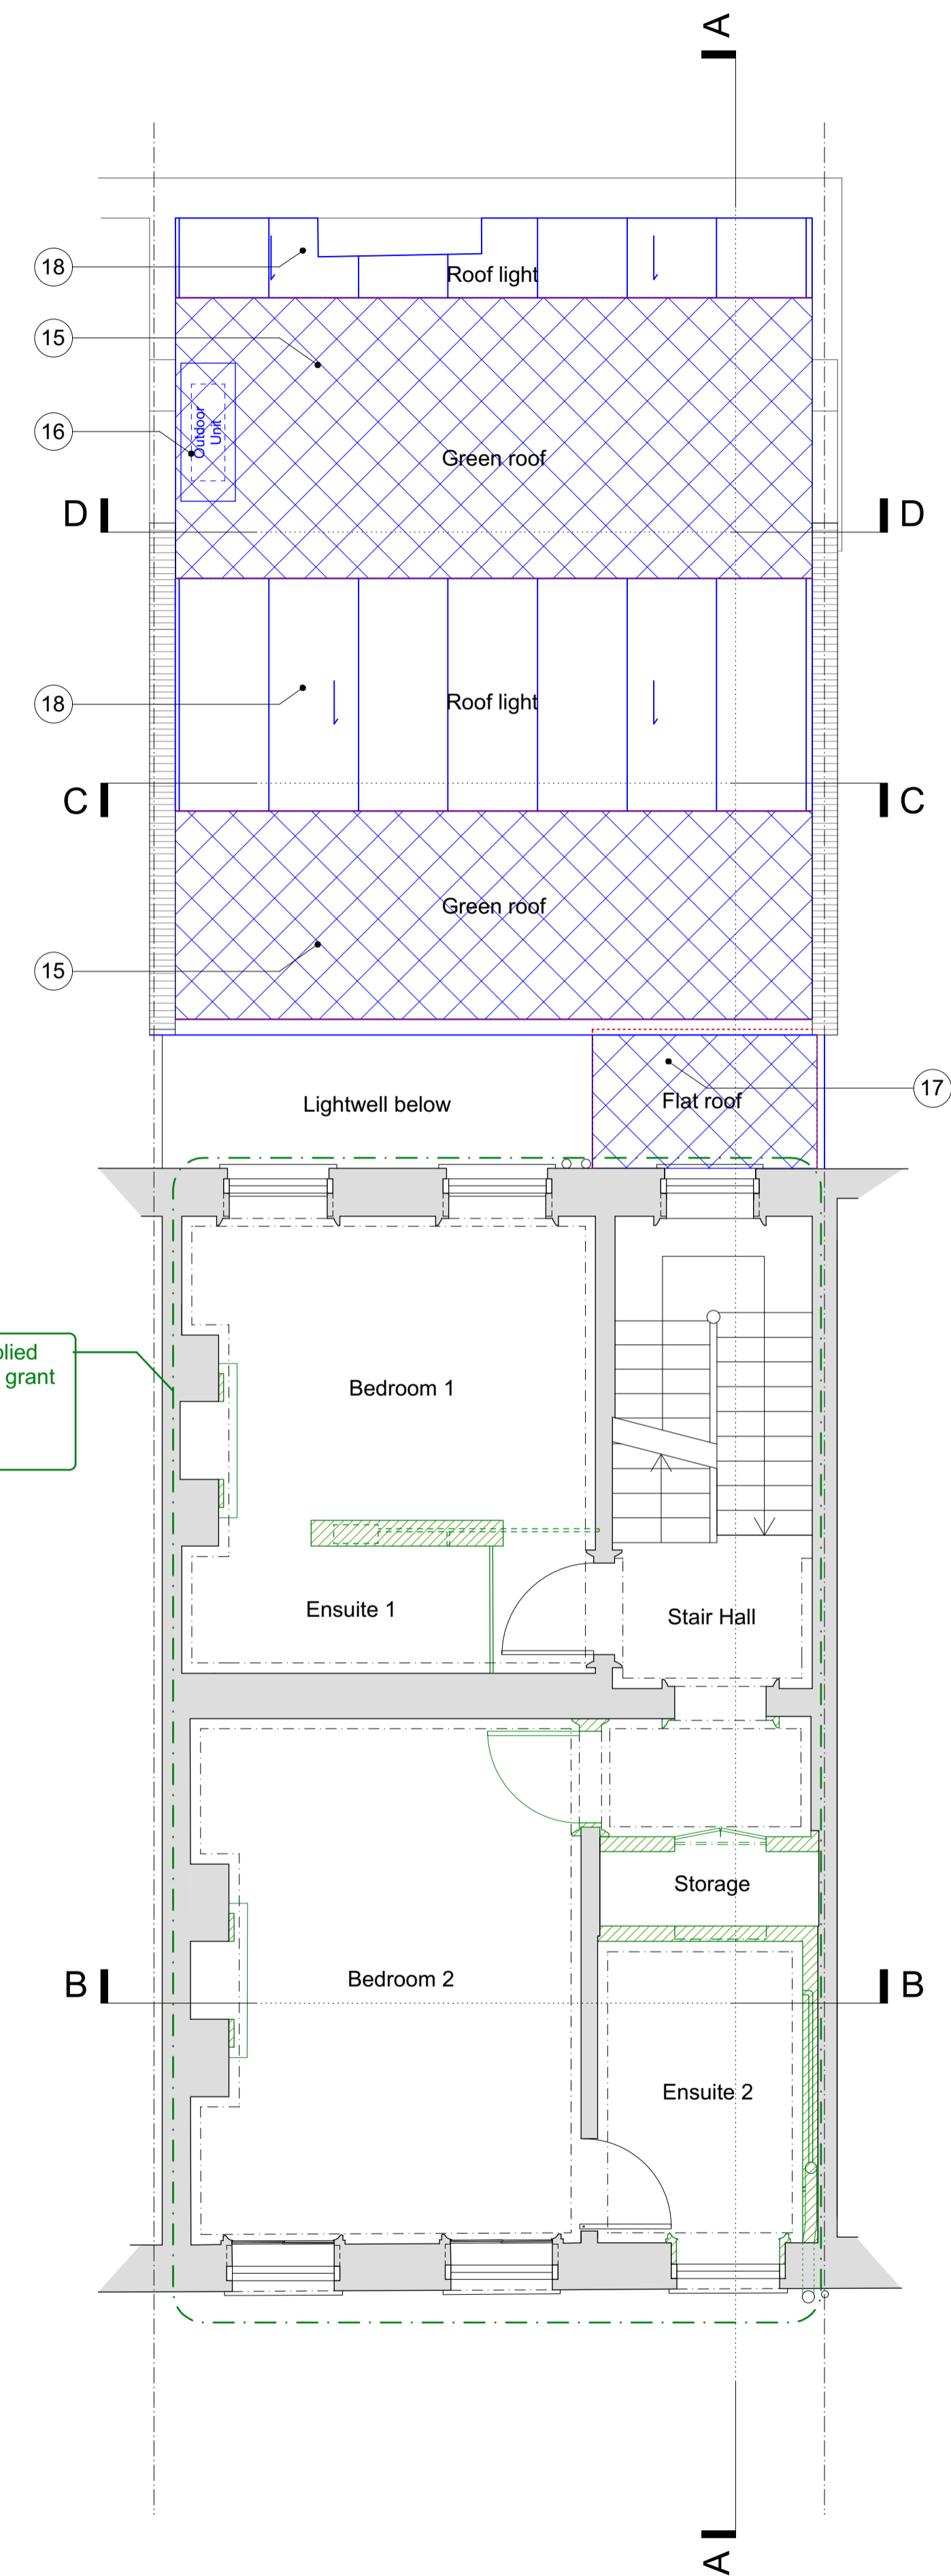 A
18
Roof light
15
16
Outdoor
Unit
Green roof
D
D
18
Roof light
C
C
Green roof
15
17
Lightwell below
Flat roof
grant
Bedroom 1
Ensuite 1
Stair Hall
Storage
B
Bedroom 2
B
Ensuite 2
A